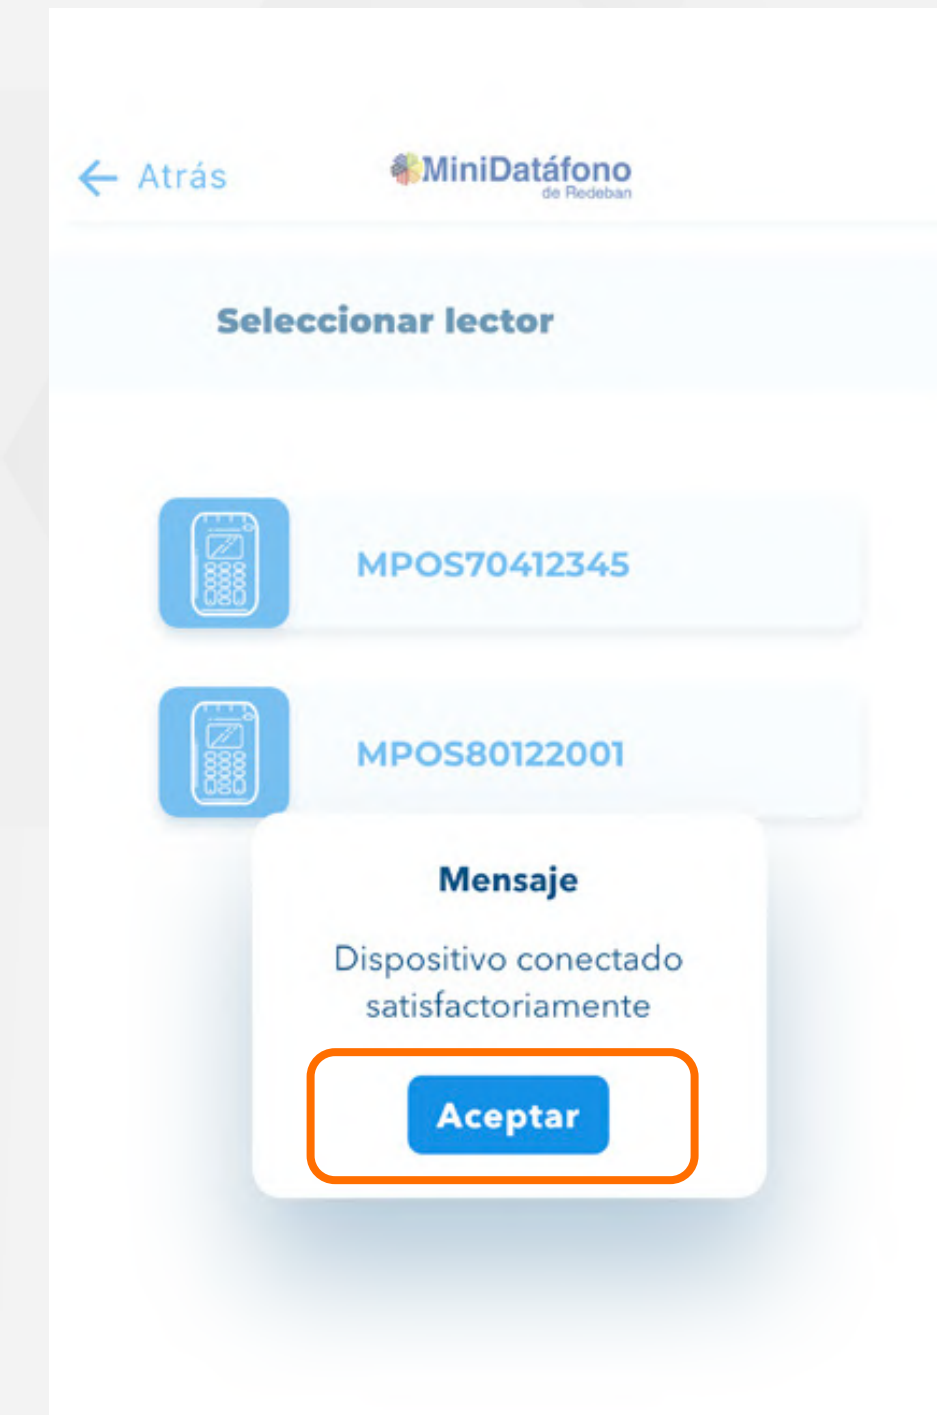 ← Atrás
MiniDatáfono
de Redeban
Seleccionar lector
MPOS70412345
MPOS80122001
Mensaje
Dispositivo conectado
satisfactoriamente
Aceptar